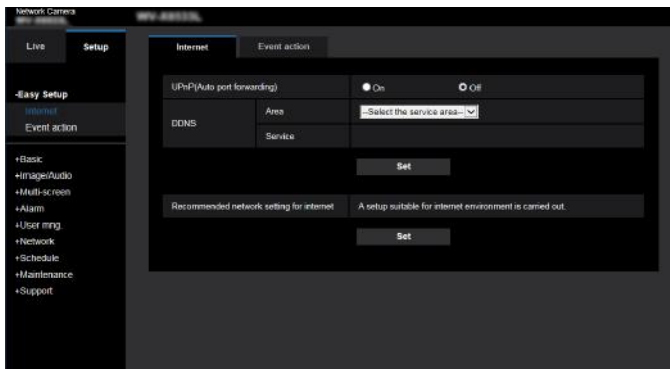 Network Camera
Live
Setup
Internet
Event action
-Easy Setup
Internet
Event action
+Basic
+Image/Audio
+Multi-screen
+Alarm
+User mng.
+Network
+Schedule
+Maintenance
+Support
UPnP(Auto port forwarding)
On
Off
DDNS
Area
--Select the service area--
Service
Set
Recommended network setting for internet
A setup suitable for internet environment is carried out.
Set